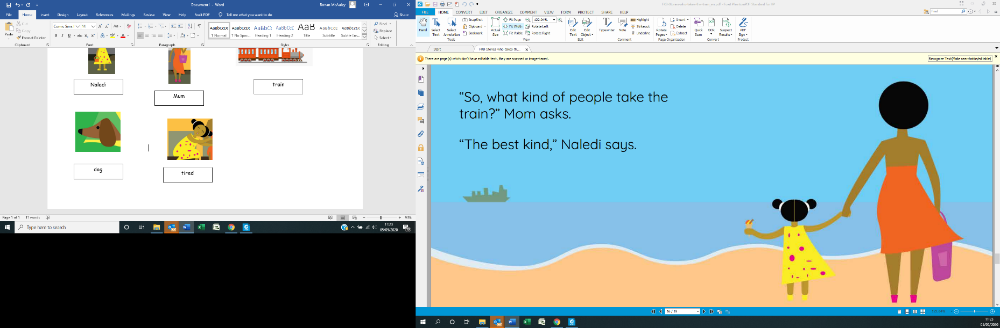 Document1 - Word
Ronan McAuley
File Home Insert Design Layout References Mailings Review View Help Foxit PDF Tell me what you want to do Share
Cut
Copy
Format Painter
Paste
Comic Sans I 14
AaBbCcDc AaBbCcDc AaBbCc AaBbCcE AaB AaBbCcC AaBbCcDc
¶ Normal ¶ No Spac... Heading 1 Heading 2 Title Subtitle Subtle Em...
Find
Replace
Select
Clipboard Font Paragraph Styles Editing
Naledi
Mum
train
dog
tired
Page 1 of 1 11 words 93%
Type here to search
11:23
05/05/2020
FKB-Stories-who-takes-the-train_en.pdf - Foxit PhantomPDF Standard for HP
FILE HOME CONVERT EDIT ORGANIZE COMMENT VIEW FORM PROTECT SHARE HELP
Find
Hand
Select Text
Select Annotation
SnapShot
Clipboard
Bookmark
Actual Size
Fit Page
Fit Width
Fit Visible
122.04%
Rotate Left
Rotate Right
Edit Text
Edit Object
Typewriter
Note
Highlight
Strikeout
Underline
Rotate Pages
Insert
Delete
Extract
Quick Scan
OCR
Suspect Results
PDF Sign
Tools View Edit Comment Page Organization Convert Protect
Start FKB-Stories-who-takes-th...
There are page(s) which don't have editable text, they are scanned or image-based.
Recognize Text(Make searchable/editable)
“So, what kind of people take the
train?” Mom asks.
“The best kind,” Naledi says.
16 / 19
122.04%
11:23
05/05/2020